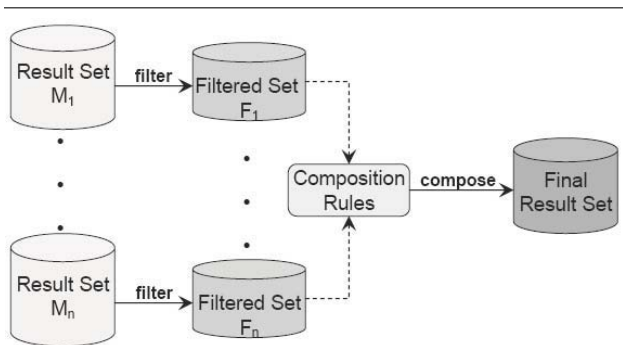 Result Set
M1
filter
Filtered Set
F1
Composition
Rules
compose
Final
Result Set
Result Set
Mn
filter
Filtered Set
Fn